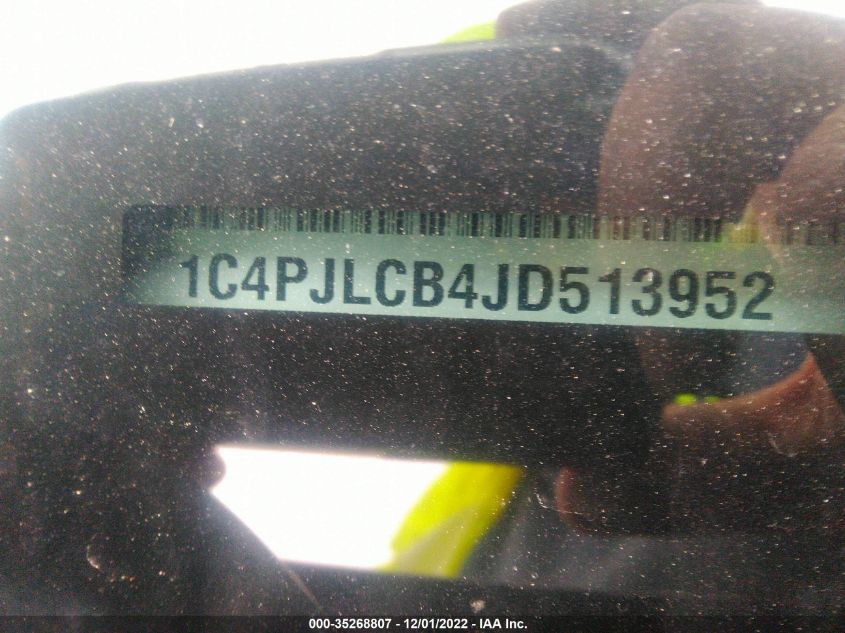 1C4PJLCB4JD513952
000-35268807 - 12/01/2022 - IAA Inc.